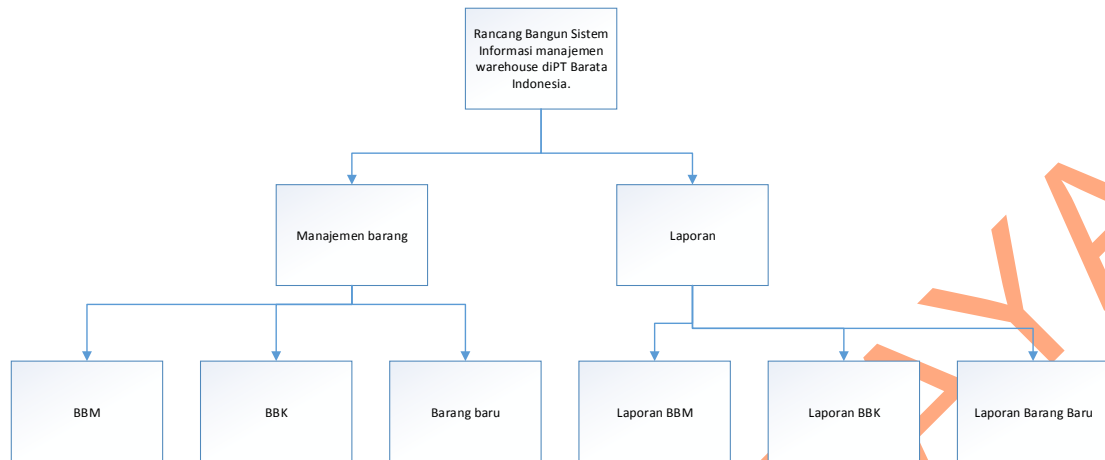 Rancang Bangun Sistem
Informasi manajemen
warehouse diPT Barata
Indonesia.
Manajemen barang
Laporan
BBM
BBK
Barang baru
Laporan BBM
Laporan BBK
Laporan Barang Baru